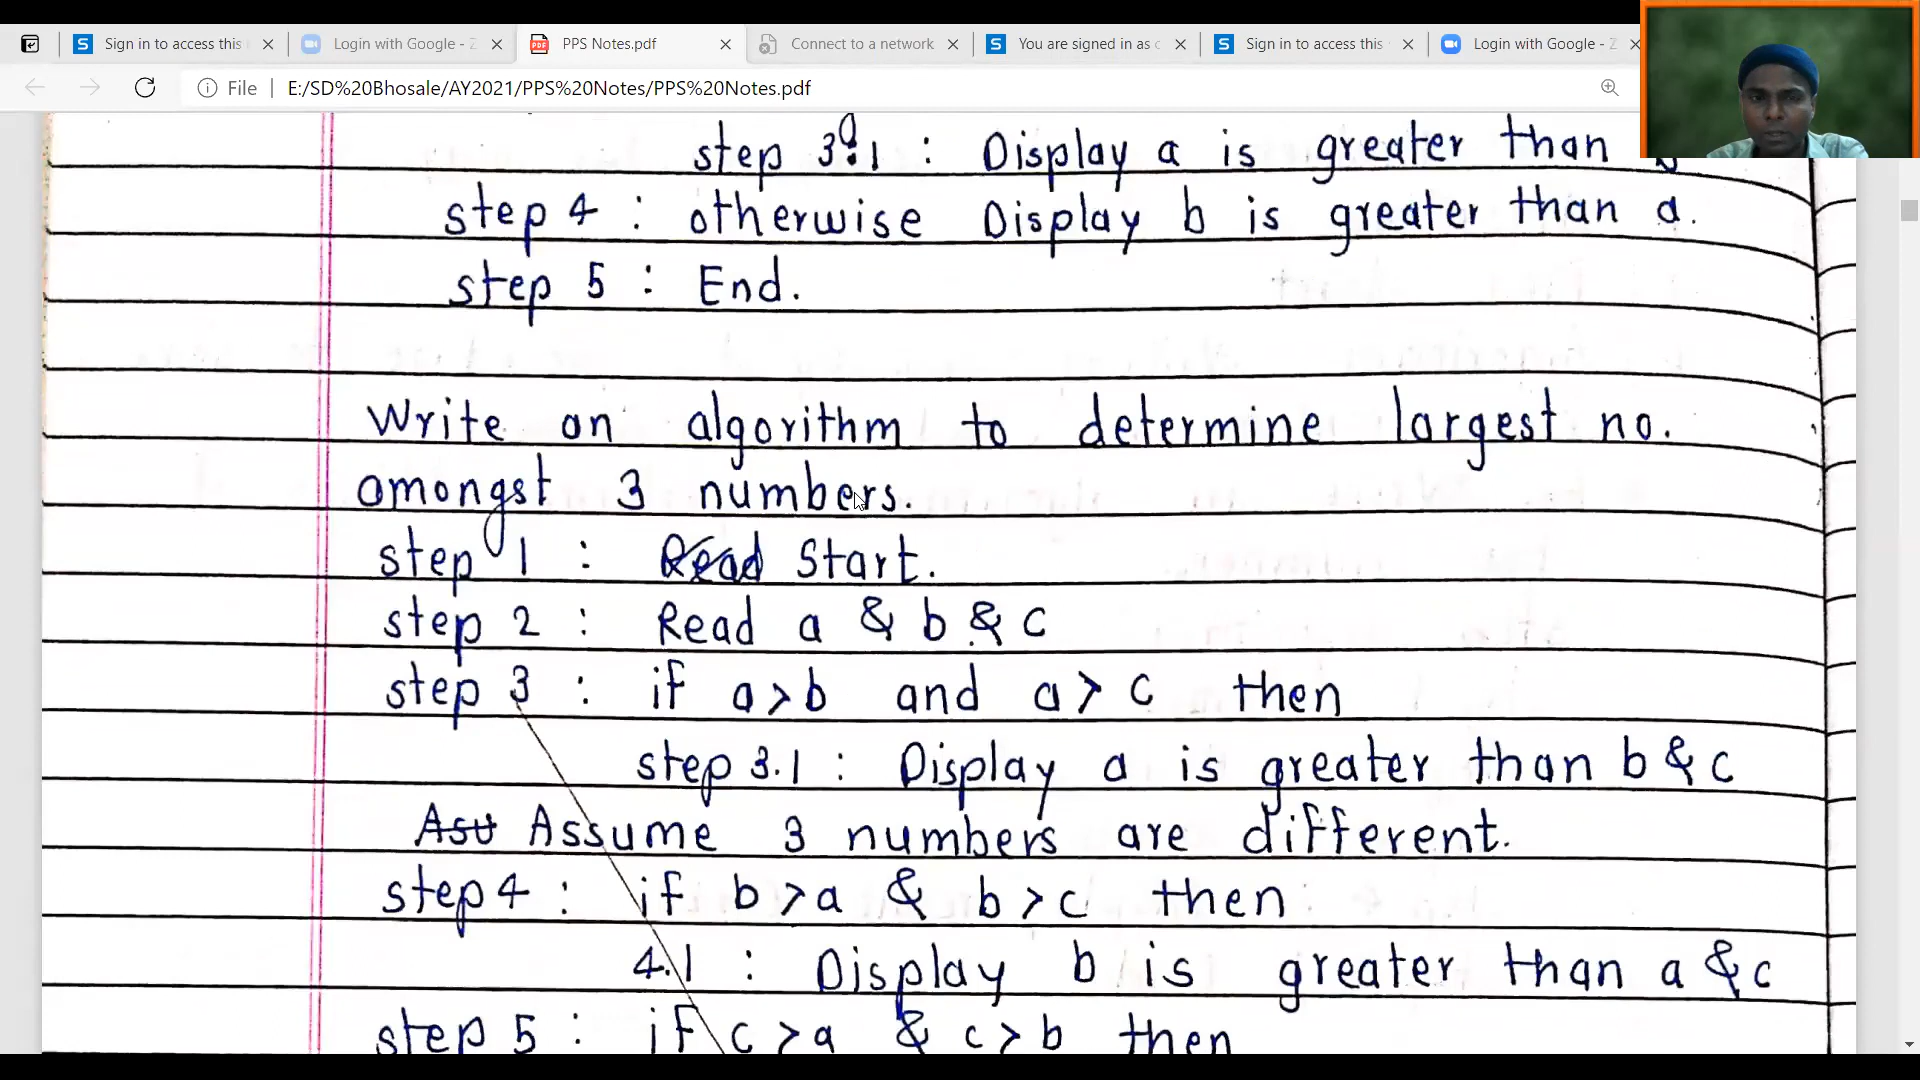 Sign in to access this
Login with Google - Z
PPS Notes.pdf
Connect to a network
You are signed in as c
Sign in to access this
Login with Google - Z
File
E:/SD%20Bhosale/AY2021/PPS%20Notes/PPS%20Notes.pdf
step 3.1 : Display a is greater than
step 4 : otherwise Display b is greater than a.
step 5 : End.
Write an algorithm to determine largest no.
amongst 3 numbers.
step 1 : Read Start.
step 2 : Read a & b & c
step 3 : if a>b and a> c then
step 3.1 : Display a is greater than b & c
Asu Assume 3 numbers are different.
step 4 : if b >a & b >c then
4.1 : Display b is greater than a & c
step 5 : if c >a & c > b then